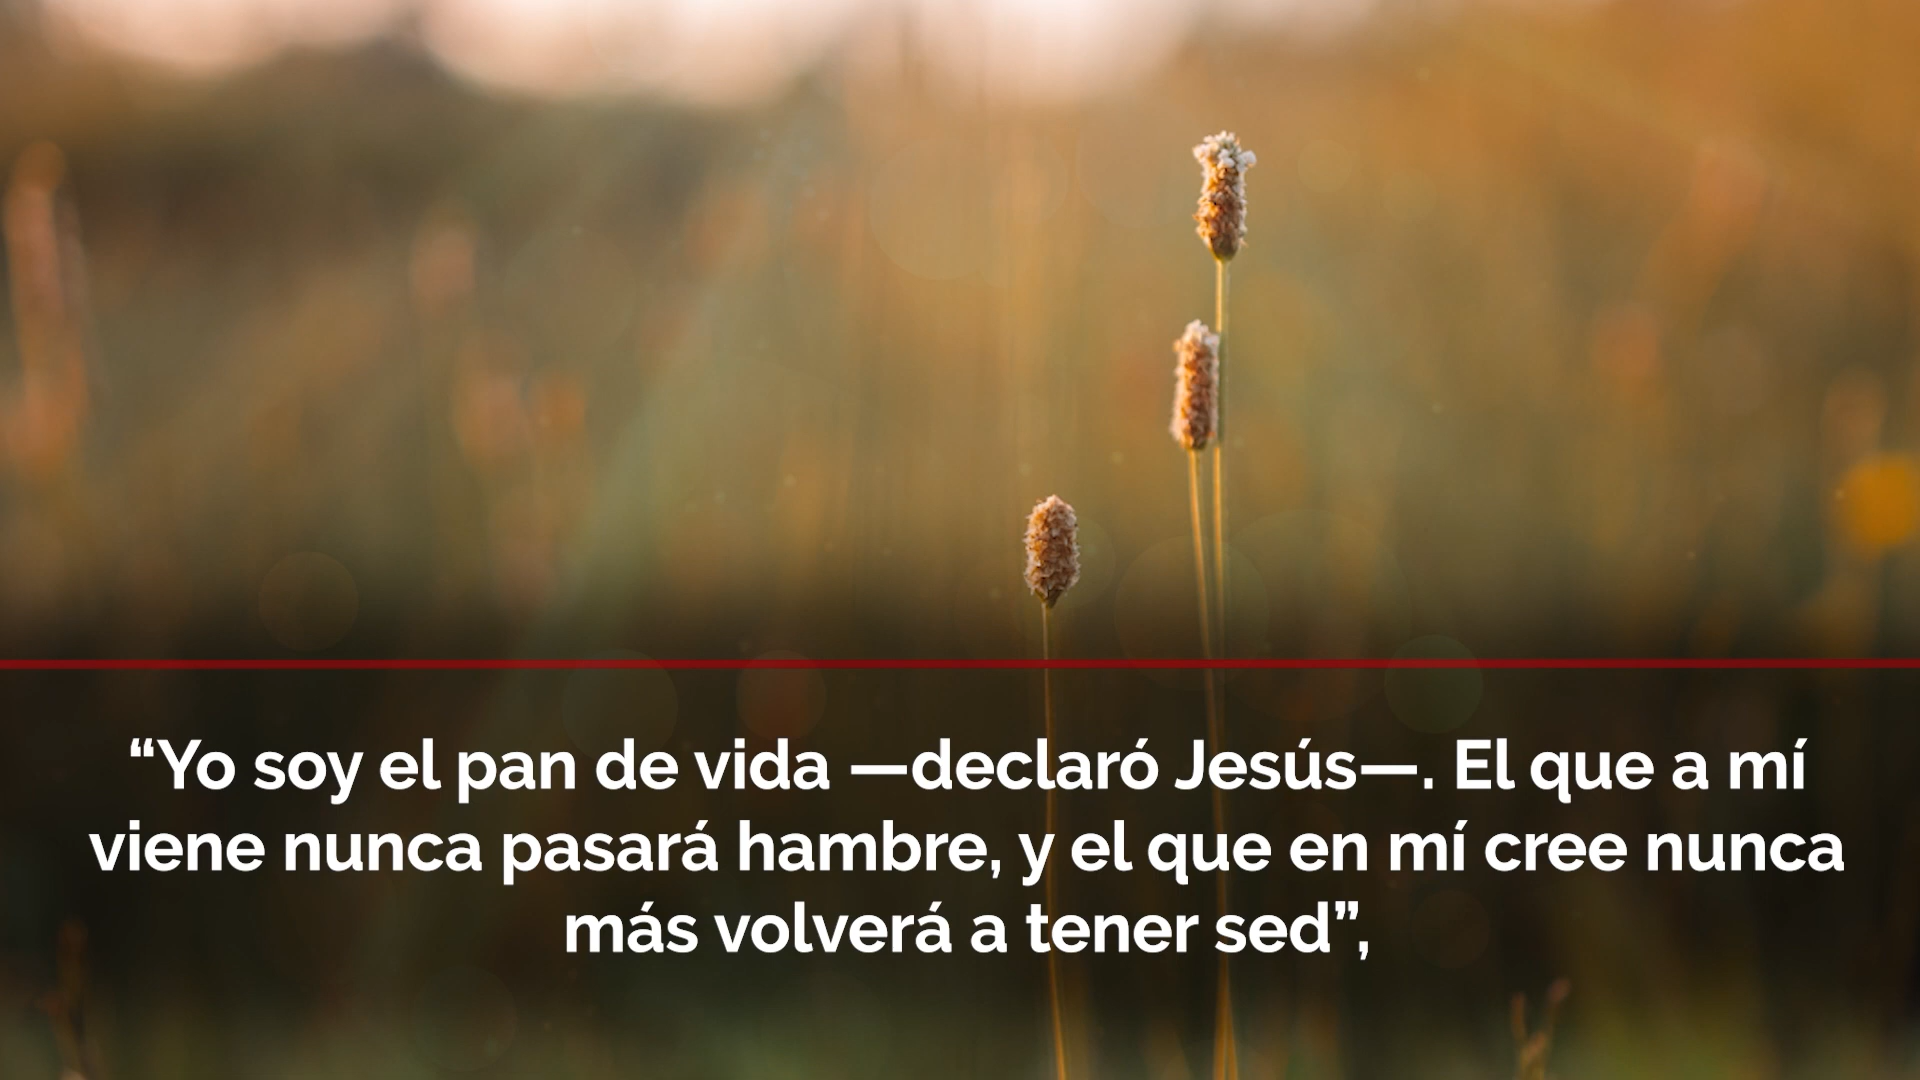 “Yo soy el pan de vida —declaró Jesús—. El que a mí
viene nunca pasará hambre, y el que en mí cree nunca
más volverá a tener sed”,